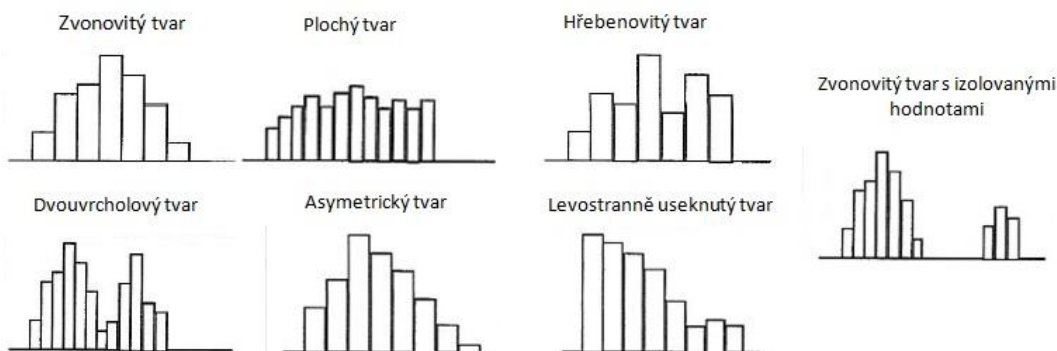 Zvonovitý tvar
Plochý tvar
Hřebenovitý tvar
Zvonovitý tvar s izolovanými
hodnotami
Dvouvrcholový tvar
Asymetrický tvar
Levostranně useknutý tvar